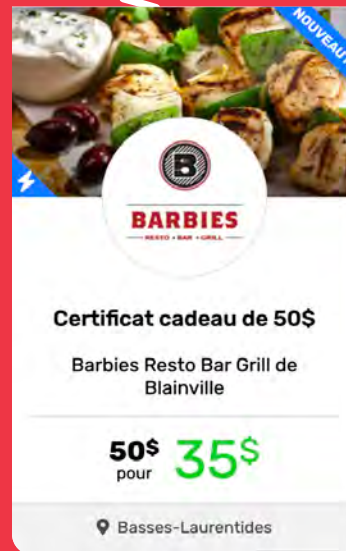 NOUVEAUT
B
BARBIES
RESTO • BAR • GRILL
Certificat cadeau de 50$
Barbies Resto Bar Grill de
Blainville
50$ 35$
pour
Basses-Laurentides